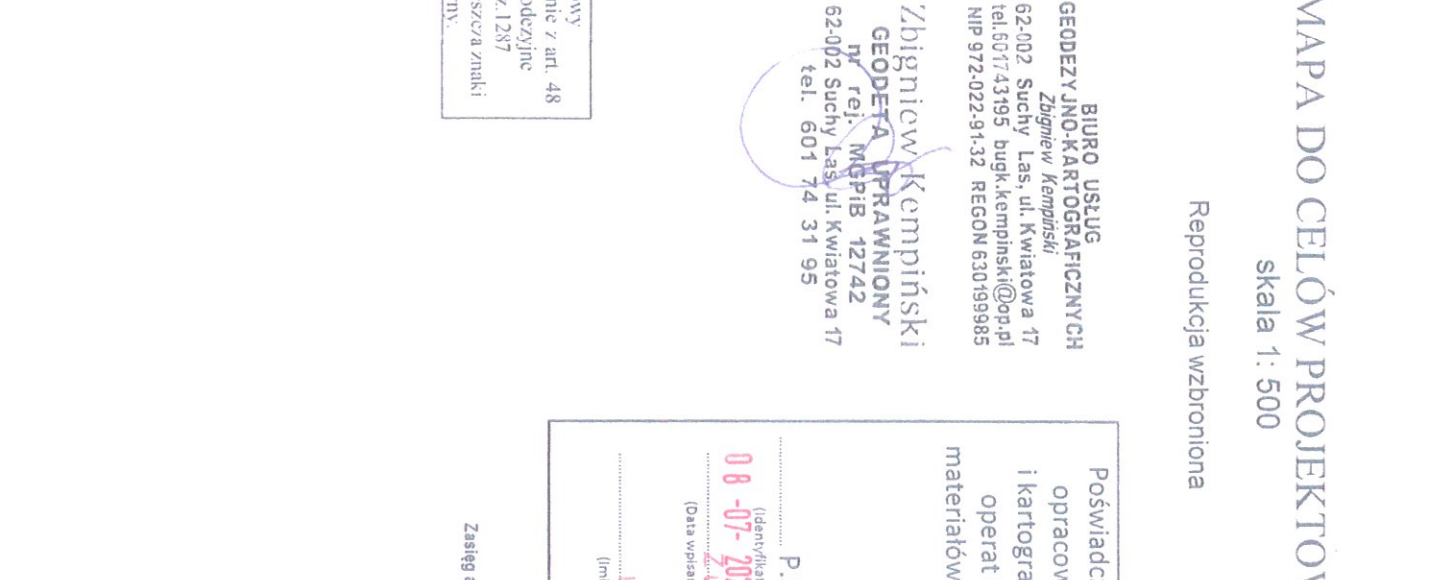 MAPA DO CELÓW PROJEKTOW
skala 1: 500
Reprodukcja wzbroniona
BIURO USŁUG
GEODEZYJNO-KARTOGRAFICZNYCH
Zbigniew Kempiński
62-002 Suchy Las, ul. Kwiatowa 17
tel.601743195 bugk.kempinski@op.pl
NIP 972-022-91-32 REGON 630199985
Zbigniew Kempiński
GEODETA UPRAWNIONY
nr rej. MGPiB 12742
62-002 Suchy Las, ul. Kwiatowa 17
tel. 601 74 31 95
owy
nie z art. 48
odezyjne
z.1287
szcza znaki
rny.
Poświadc
opracow
i kartogra
operat
materiałów
P.
(Identyfika
08 -07- 20
(Data wpisa
(Imi
Zasięg a